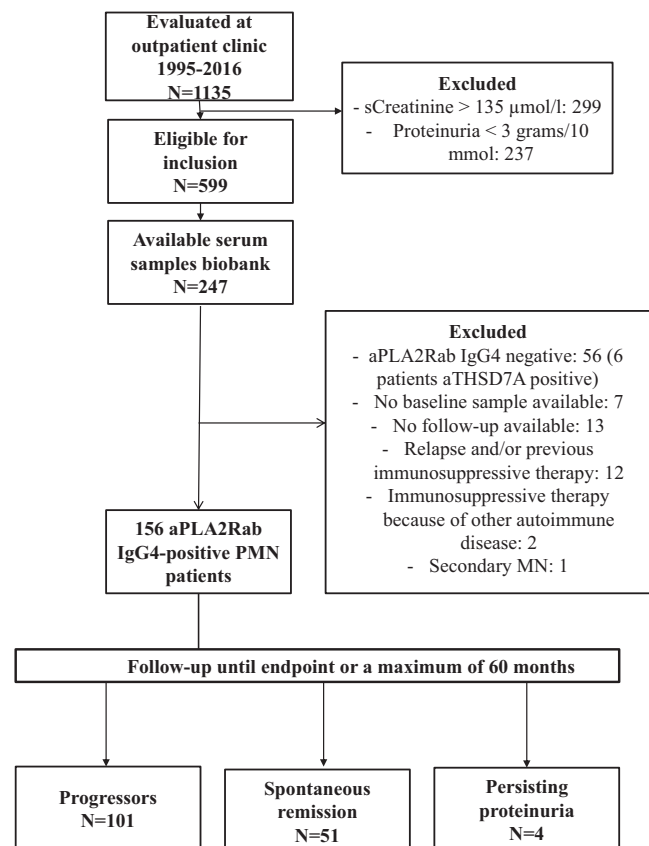 Evaluated at
outpatient clinic
1995-2016
N=1135
Excluded
- sCreatinine > 135 µmol/l: 299
- Proteinuria < 3 grams/10
mmol: 237
Eligible for
inclusion
N=599
Available serum
samples biobank
N=247
Excluded
- aPLA2Rab IgG4 negative: 56 (6
patients aTHSD7A positive)
- No baseline sample available: 7
- No follow-up available: 13
- Relapse and/or previous
immunosuppressive therapy: 12
- Immunosuppressive therapy
because of other autoimmune
disease: 2
- Secondary MN: 1
156 aPLA2Rab
IgG4-positive PMN
patients
Follow-up until endpoint or a maximum of 60 months
Progressors
N=101
Spontaneous
remission
N=51
Persisting
proteinuria
N=4